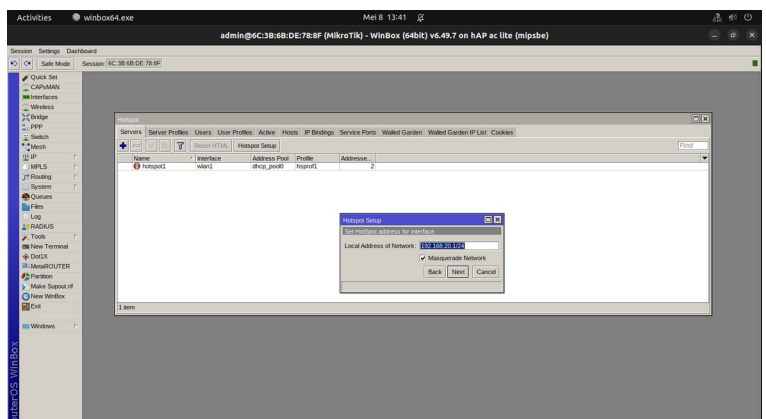 Activities winbox64.exe Mei 8 13:41
admin@6C:3B:6B:DE:78:8F (MikroTik) - WinBox (64bit) v6.49.7 on hAP ac lite (mipsbe)
Session Settings Dashboard
Safe Mode Session: 6C:3B:6B:DE:78:8F
Quick Set
CAPsMAN
Interfaces
Wireless
Bridge
PPP
Switch
Mesh
IP
MPLS
Routing
System
Queues
Files
Log
RADIUS
Tools
New Terminal
Dot1X
MetaROUTER
Partition
Make Supout.rif
New WinBox
Exit
Windows
Hotspot
Servers Server Profiles Users User Profiles Active Hosts IP Bindings Service Ports Walled Garden Walled Garden IP List Cookies
Reset HTML Hotspot Setup Find
Name Interface Address Pool Profile Addresse...
hotspot1 wlan1 dhcp_pool0 hsprof1 2
1 item
Hotspot Setup
Set HotSpot address for interface
Local Address of Network: 192.168.20.1/24
Masquerade Network
Back Next Cancel
uterOS WinBox